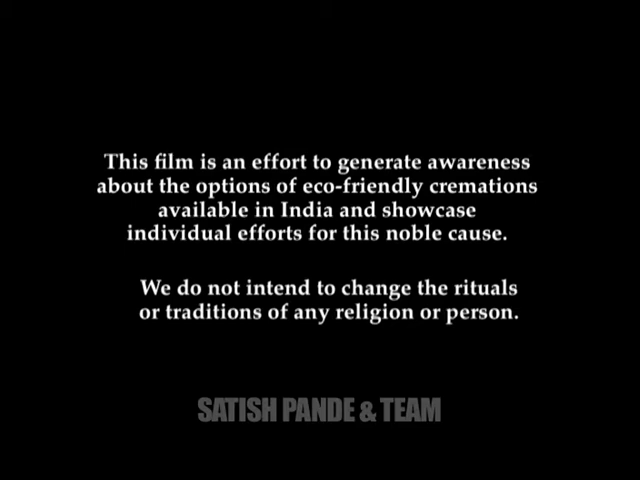 This film is an effort to generate awareness
about the options of eco-friendly cremations
available in India and showcase
individual efforts for this noble cause.
We do not intend to change the rituals
or traditions of any religion or person.
SATISH PANDE & TEAM